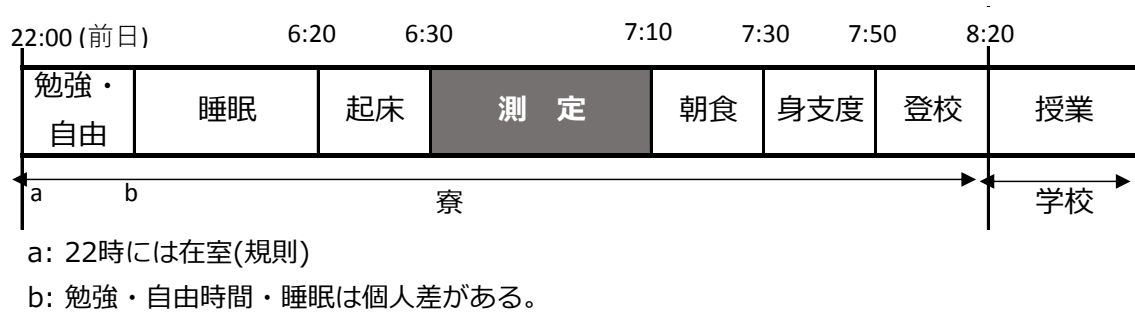 22:00 (前日) 6:20 6:30 7:10 7:30 7:50 8:20
勉強・
自由
睡眠 起床 測 定 朝食 身支度 登校 授業
a b 寮 学校
a: 22時には在室(規則)
b: 勉強・自由時間・睡眠は個人差がある。